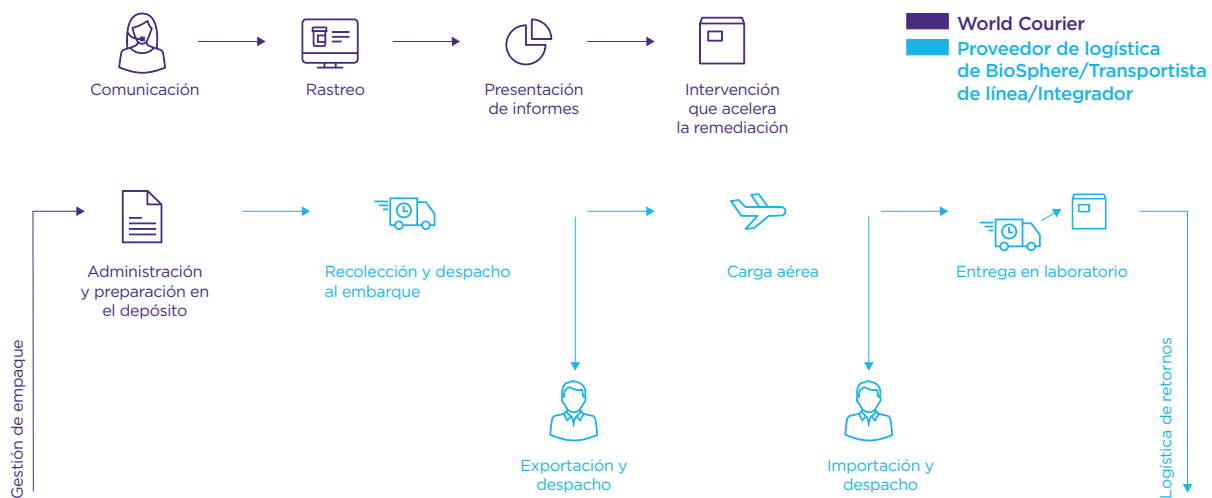 World Courier
Proveedor de logística
de BioSphere/Transportista
de línea/Integrador
Comunicación
Rastreo
Presentación
de informes
Intervención
que acelera
la remediación
Gestión de empaque
Administración
y preparación en
el depósito
Recolección y despacho
al embarque
Exportación y
despacho
Carga aérea
Importación y
despacho
Entrega en laboratorio
Logística de retornos